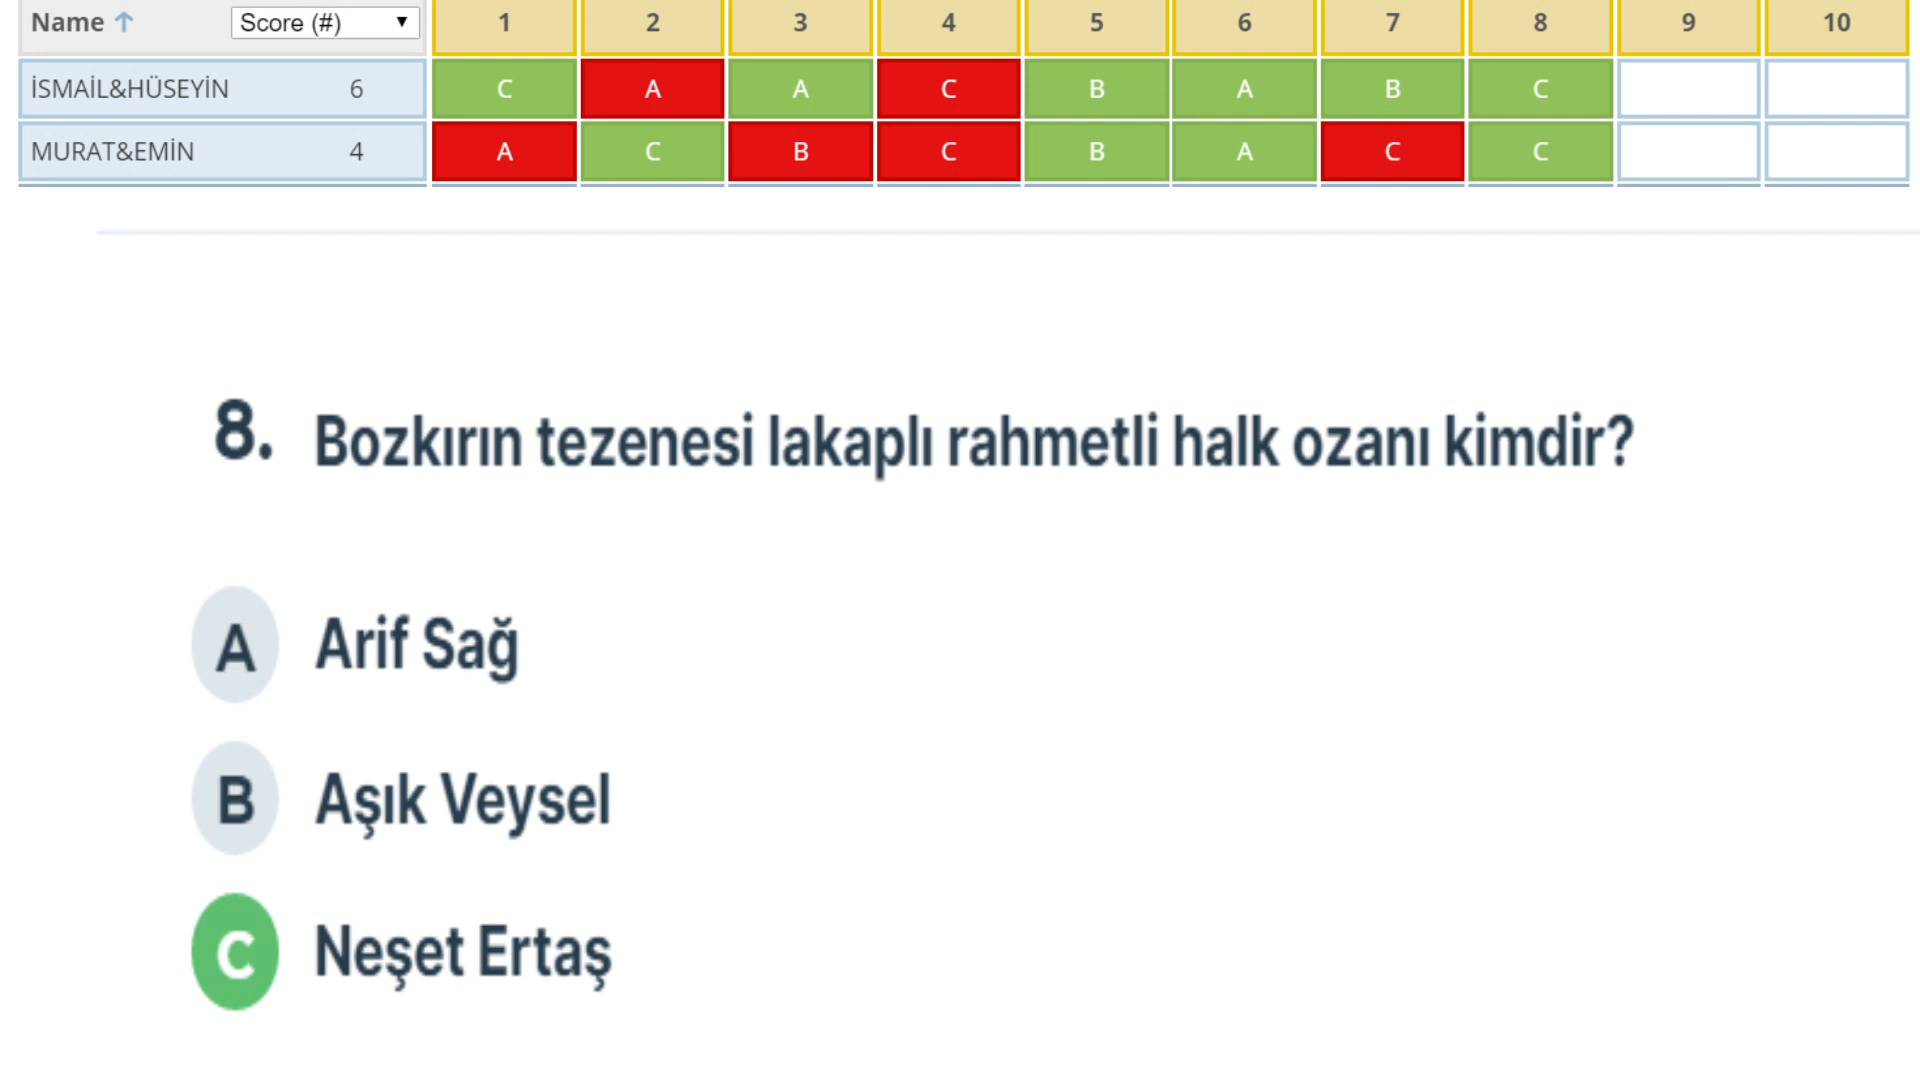 Name ↑ Score (#) ▼ 1 2 3 4 5 6 7 8 9 10
İSMAİL&HÜSEYİN 6 C A A C B A B C
MURAT&EMİN 4 A C B C B A C C
8. Bozkırın tezenesi lakaplı rahmetli halk ozanı kimdir?
A Arif Sağ
B Aşık Veysel
C Neşet Ertaş